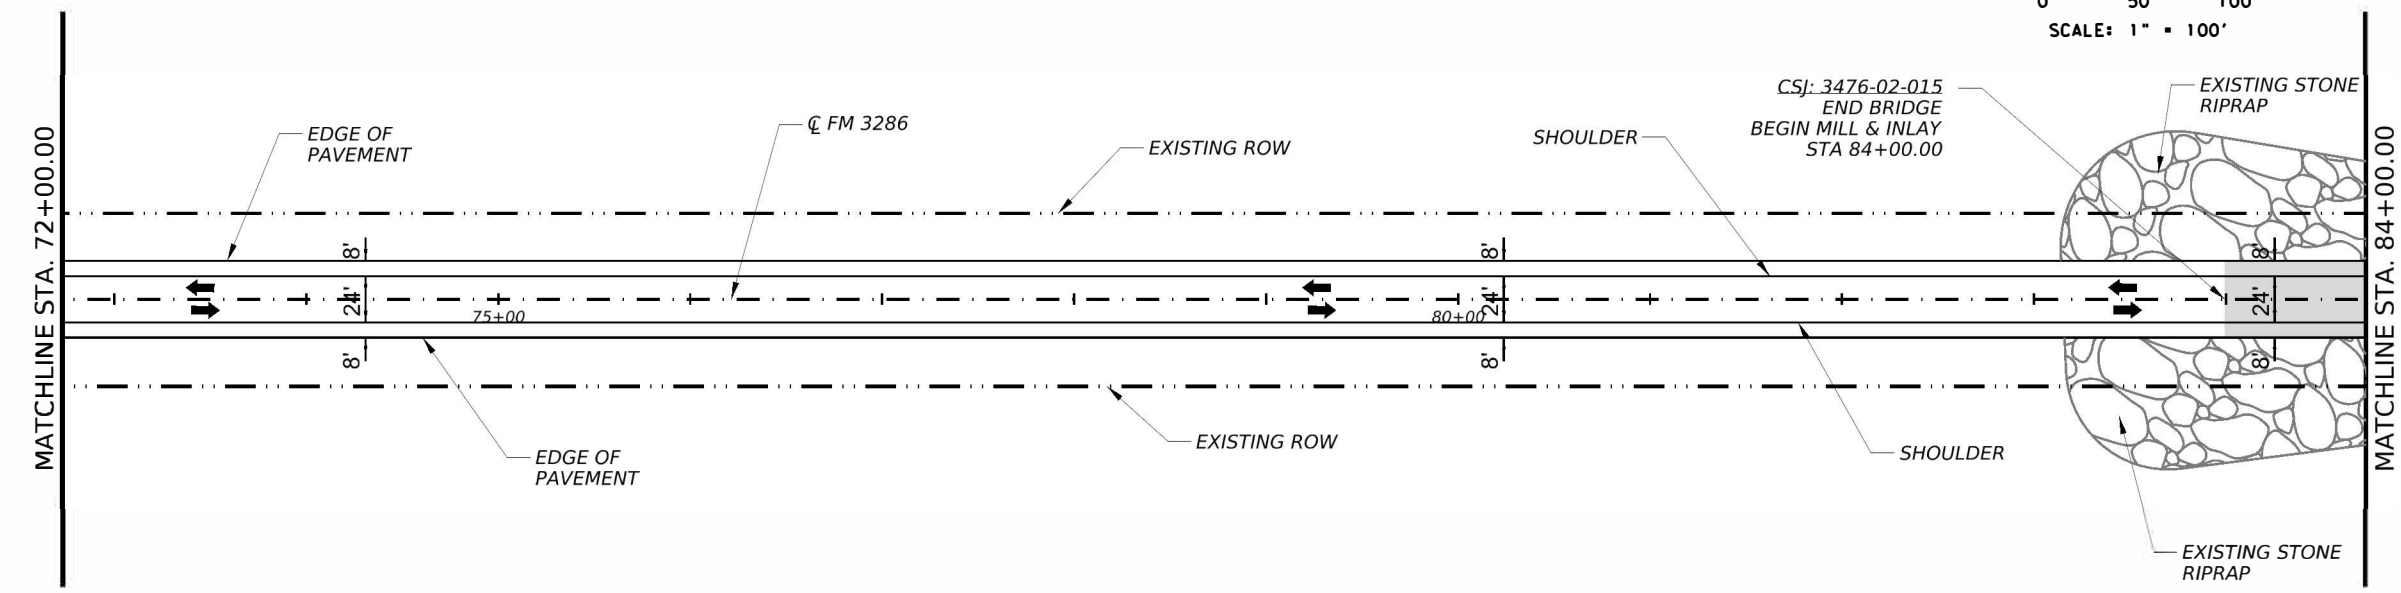 0 50 100
SCALE: 1" = 100'
MATCHLINE STA. 72+00.00
EDGE OF
PAVEMENT
℄ FM 3286
EXISTING ROW
SHOULDER
CSJ: 3476-02-015
END BRIDGE
BEGIN MILL & INLAY
STA 84+00.00
EXISTING STONE
RIPRAP
MATCHLINE STA. 84+00.00
8' 8' 8'
24' 24' 24'
75+00 80+00
8' 8' 8'
EDGE OF
PAVEMENT
EXISTING ROW
SHOULDER
EXISTING STONE
RIPRAP